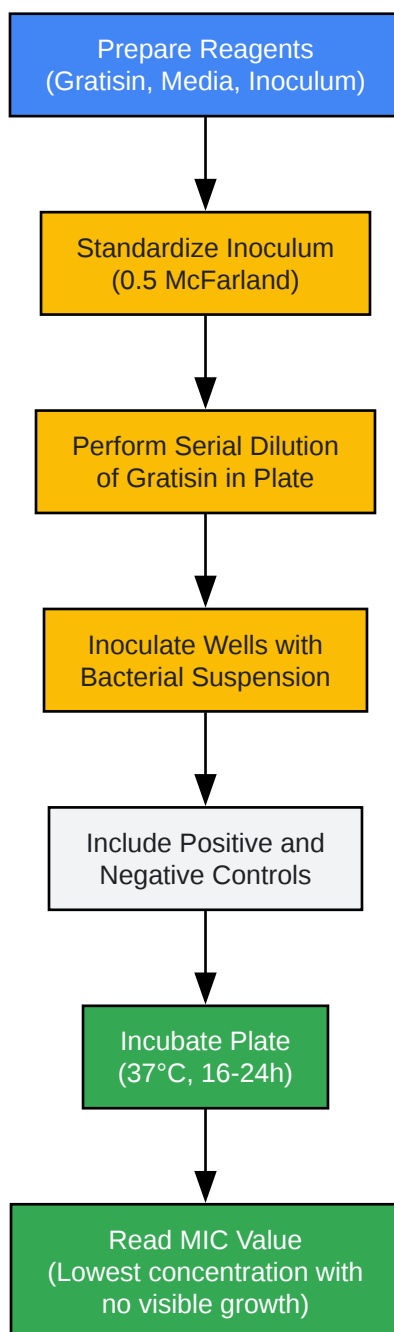 Prepare Reagents
(Gratisin, Media, Inoculum)
Standardize Inoculum
(0.5 McFarland)
Perform Serial Dilution
of Gratisin in Plate
Inoculate Wells with
Bacterial Suspension
Include Positive and
Negative Controls
Incubate Plate
(37°C, 16-24h)
Read MIC Value
(Lowest concentration with
no visible growth)